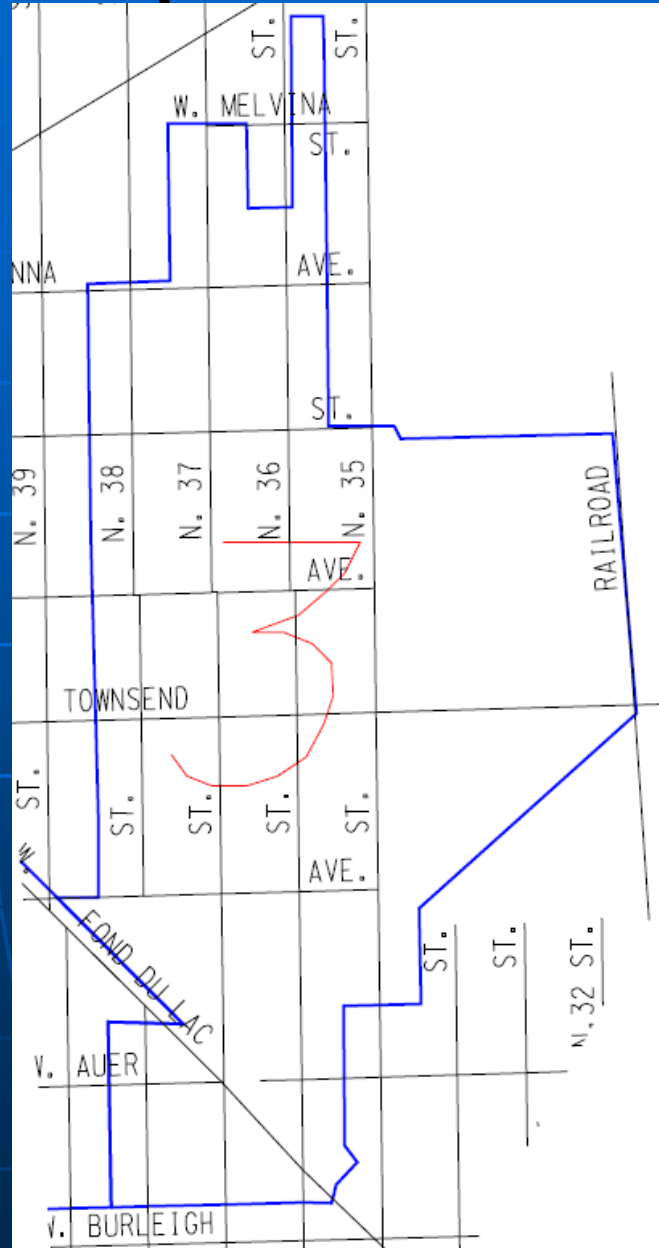 ST.
ST.
W. MELVINA
ST.
NNA
AVE.
ST.
N. 39
N. 38
N. 37
N. 36
N. 35
RAILROAD
AVE.
3
TOWNSEND
ST.
ST.
ST.
ST.
ST.
W.
AVE.
FOND DU LAC
ST.
ST.
N. 32 ST.
W. AUER
W. BURLEIGH